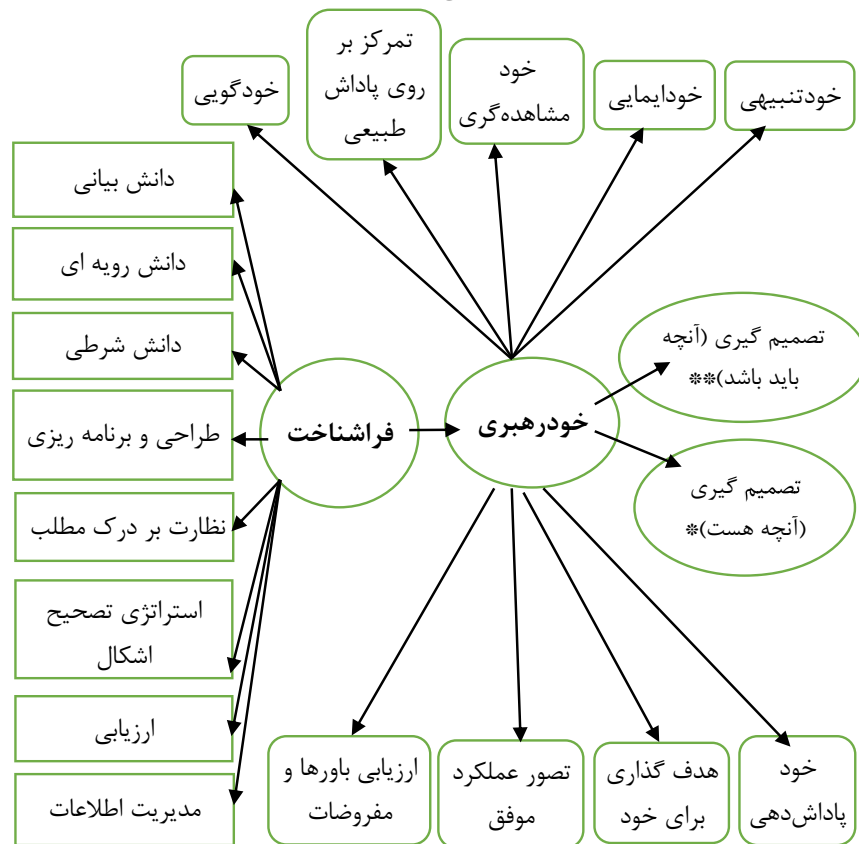 خودتنبیهی
خودایمایی
خود
مشاهده‌گری
تمرکز بر
روی پاداش
طبیعی
خودگویی
دانش بیانی
دانش رویه ای
دانش شرطی
طراحی و برنامه ریزی
نظارت بر درک مطلب
استراتژی تصحیح
اشکال
ارزیابی
مدیریت اطلاعات
فراشناخت
خودرهبری
تصمیم گیری (آنچه
باید باشد)**
تصمیم گیری
(آنچه هست)*
خود
پاداش‌دهی
هدف گذاری
برای خود
تصور عملکرد
موفق
ارزیابی باورها و
مفروضات